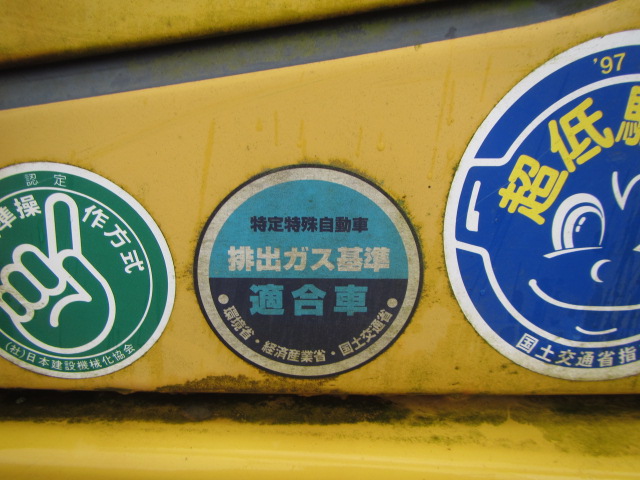 認定
準操
作方式
(社)日本建設機械化協会
特定特殊自動車
排出ガス基準
適合車
・環境省・経済産業省・国土交通省・
'97
超低騒
国土交通省指